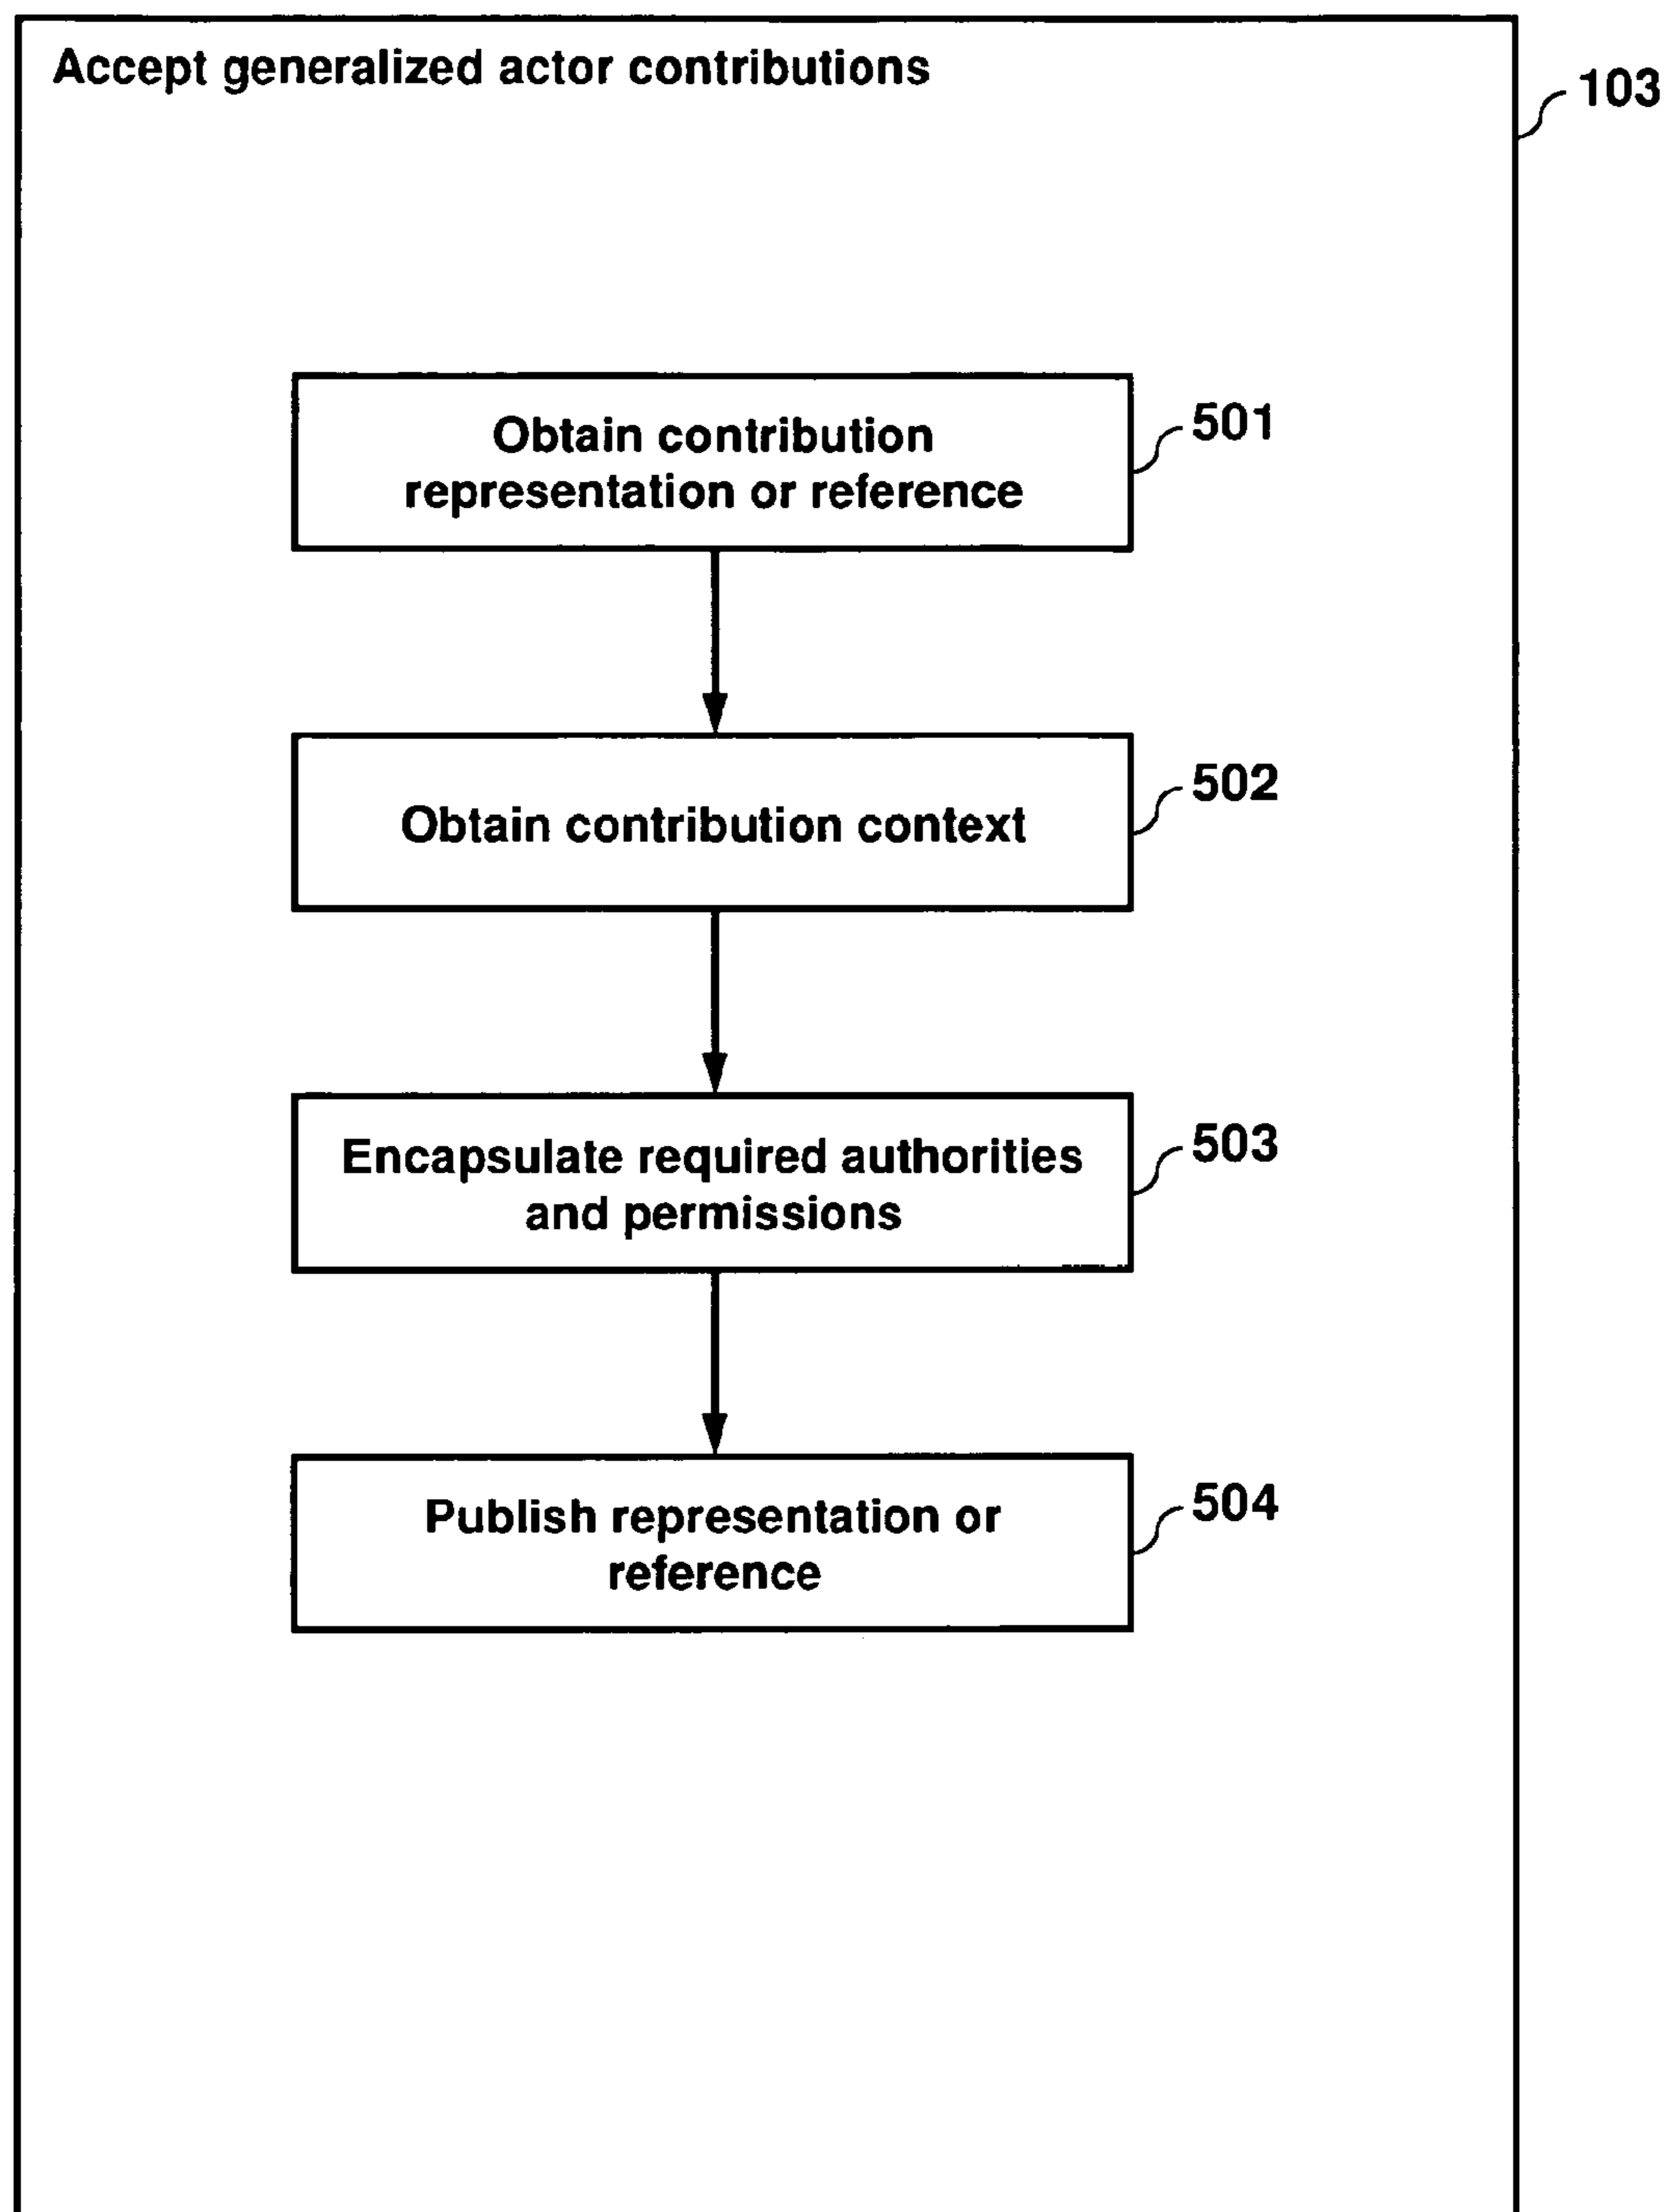 Accept generalized actor contributions
103
Obtain contribution
representation or reference
501
Obtain contribution context
502
Encapsulate required authorities
and permissions
503
Publish representation or
reference
504